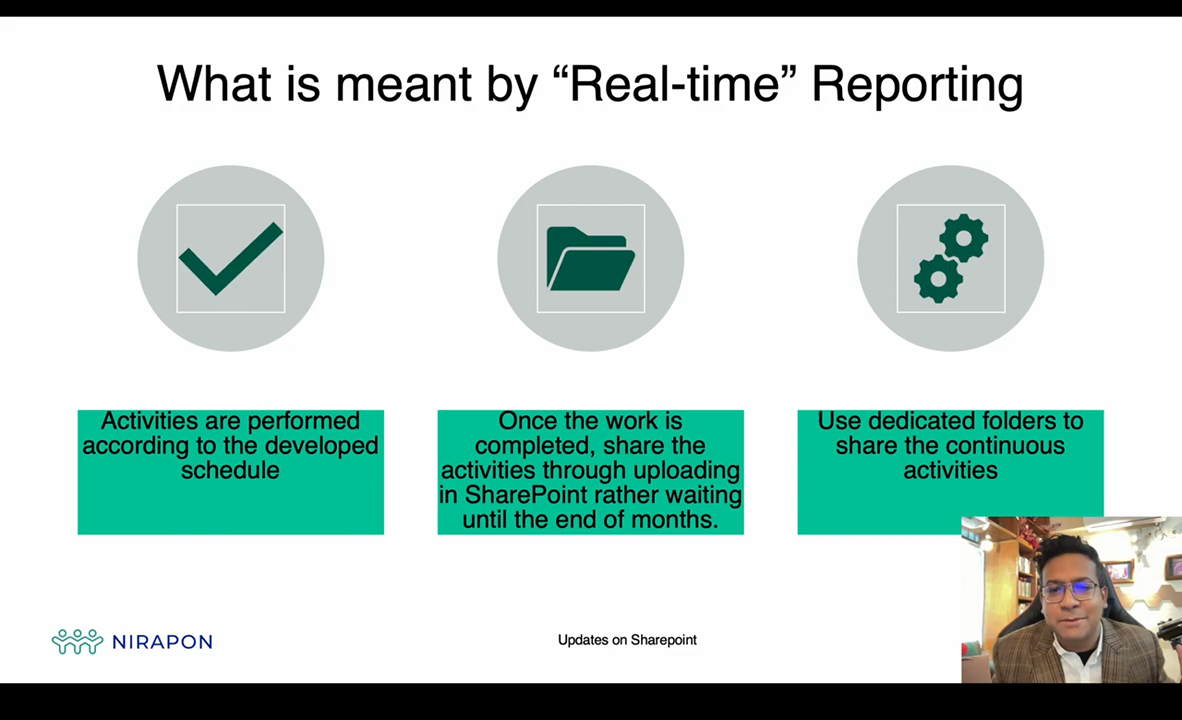 What is meant by “Real-time” Reporting
Activities are performed
according to the developed
schedule
Once the work is
completed, share the
activities through uploading
in SharePoint rather waiting
until the end of months.
Use dedicated folders to
share the continuous
activities
NIRAPON
Updates on Sharepoint